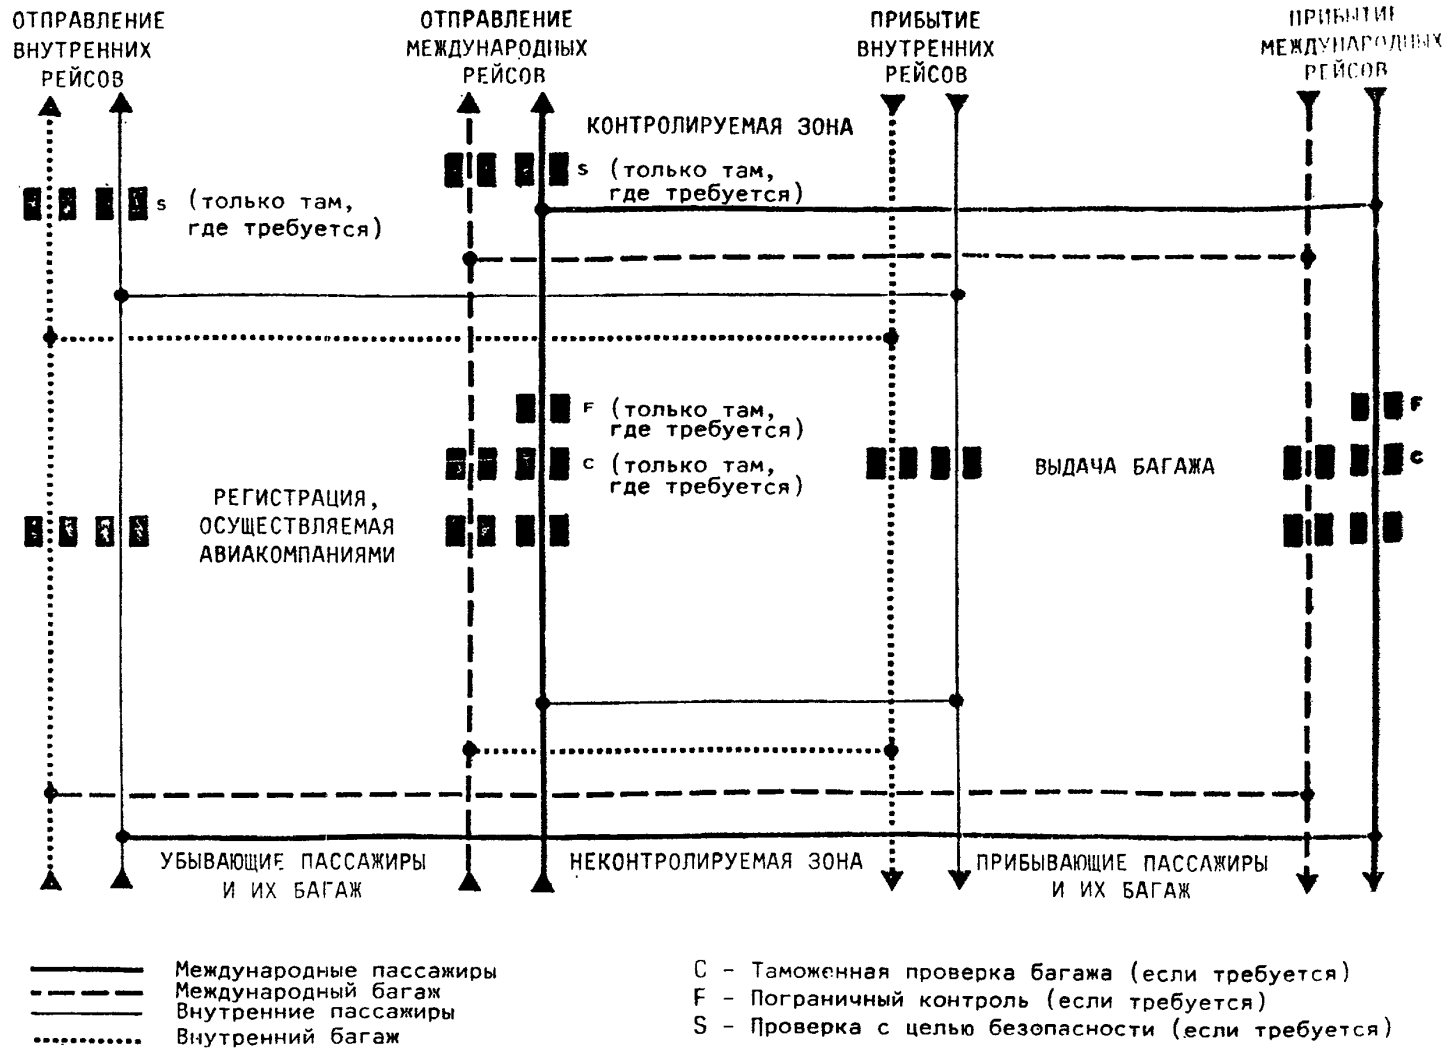 ОТПРАВЛЕНИЕ
ВНУТРЕННИХ
РЕЙСОВ
ОТПРАВЛЕНИЕ
МЕЖДУНАРОДНЫХ
РЕЙСОВ
ПРИБЫТИЕ
ВНУТРЕННИХ
РЕЙСОВ
ПРИБЫТИЕ
МЕЖДУНАРОДНЫХ
РЕЙСОВ
КОНТРОЛИРУЕМАЯ ЗОНА
S (только там,
где требуется)
S (только там,
где требуется)
F (только там,
где требуется)
F
C (только там,
где требуется)
ВЫДАЧА БАГАЖА
C
РЕГИСТРАЦИЯ,
ОСУЩЕСТВЛЯЕМАЯ
АВИАКОМПАНИЯМИ
УБЫВАЮЩИЕ ПАССАЖИРЫ
И ИХ БАГАЖ
НЕКОНТРОЛИРУЕМАЯ ЗОНА
ПРИБЫВАЮЩИЕ ПАССАЖИРЫ
И ИХ БАГАЖ
Международные пассажиры
Международный багаж
Внутренние пассажиры
Внутренний багаж
C - Таможенная проверка багажа (если требуется)
F - Пограничный контроль (если требуется)
S - Проверка с целью безопасности (если требуется)